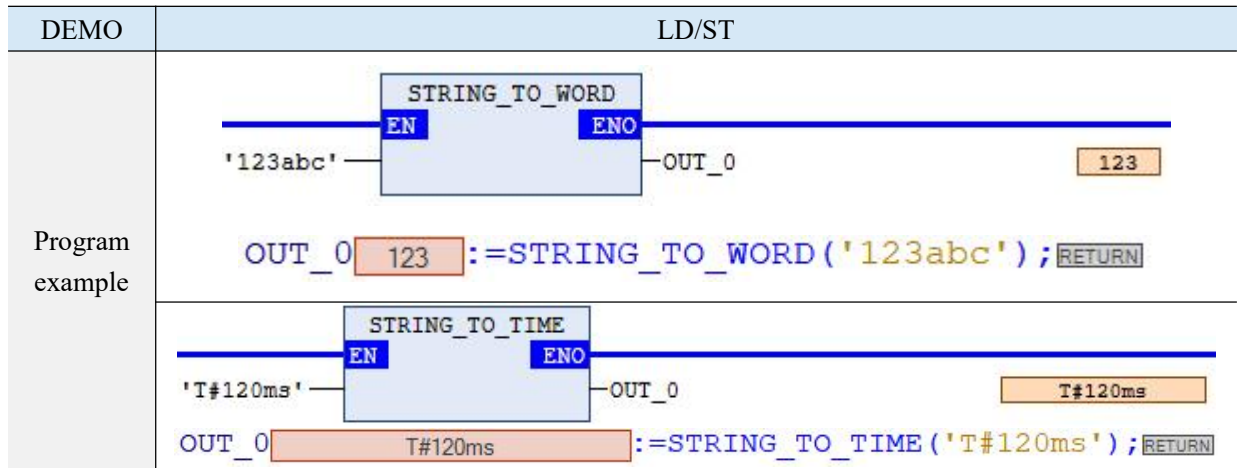 DEMO LD/ST
Program
example
STRING_TO_WORD
EN ENO
'123abc' OUT_0 123
OUT_0 123 :=STRING_TO_WORD('123abc');RETURN
STRING_TO_TIME
EN ENO
'T#120ms' OUT_0 T#120ms
OUT_0 T#120ms :=STRING_TO_TIME('T#120ms');RETURN